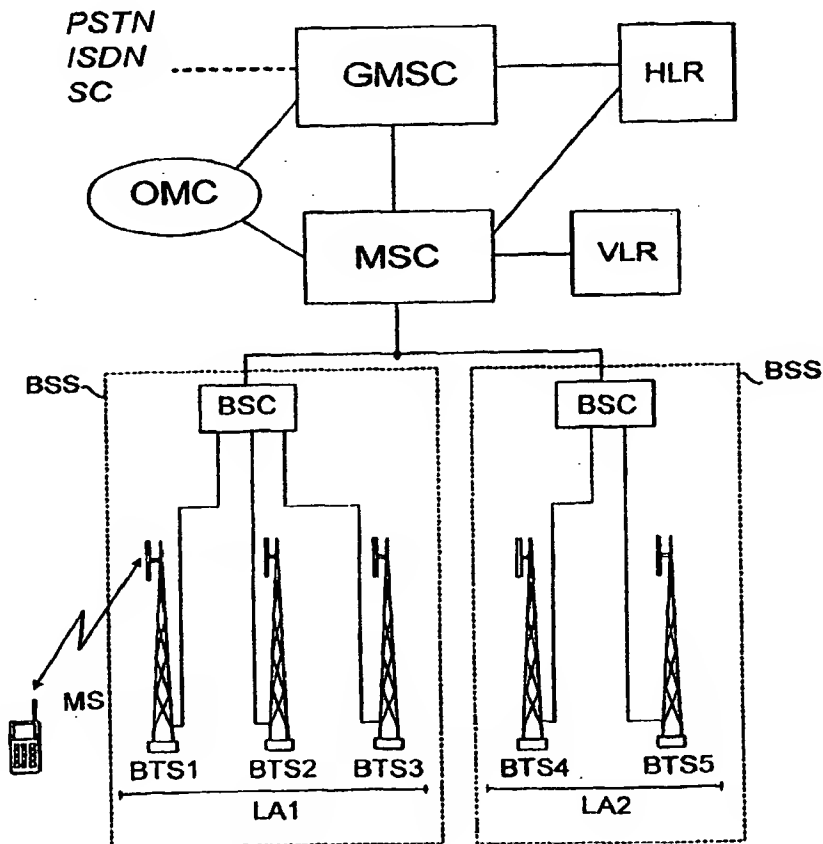 PSTN
ISDN
SC
GMSC
HLR
OMC
MSC
VLR
BSS
BSC
BSC
BSS
MS
BTS1
BTS2
BTS3
BTS4
BTS5
LA1
LA2